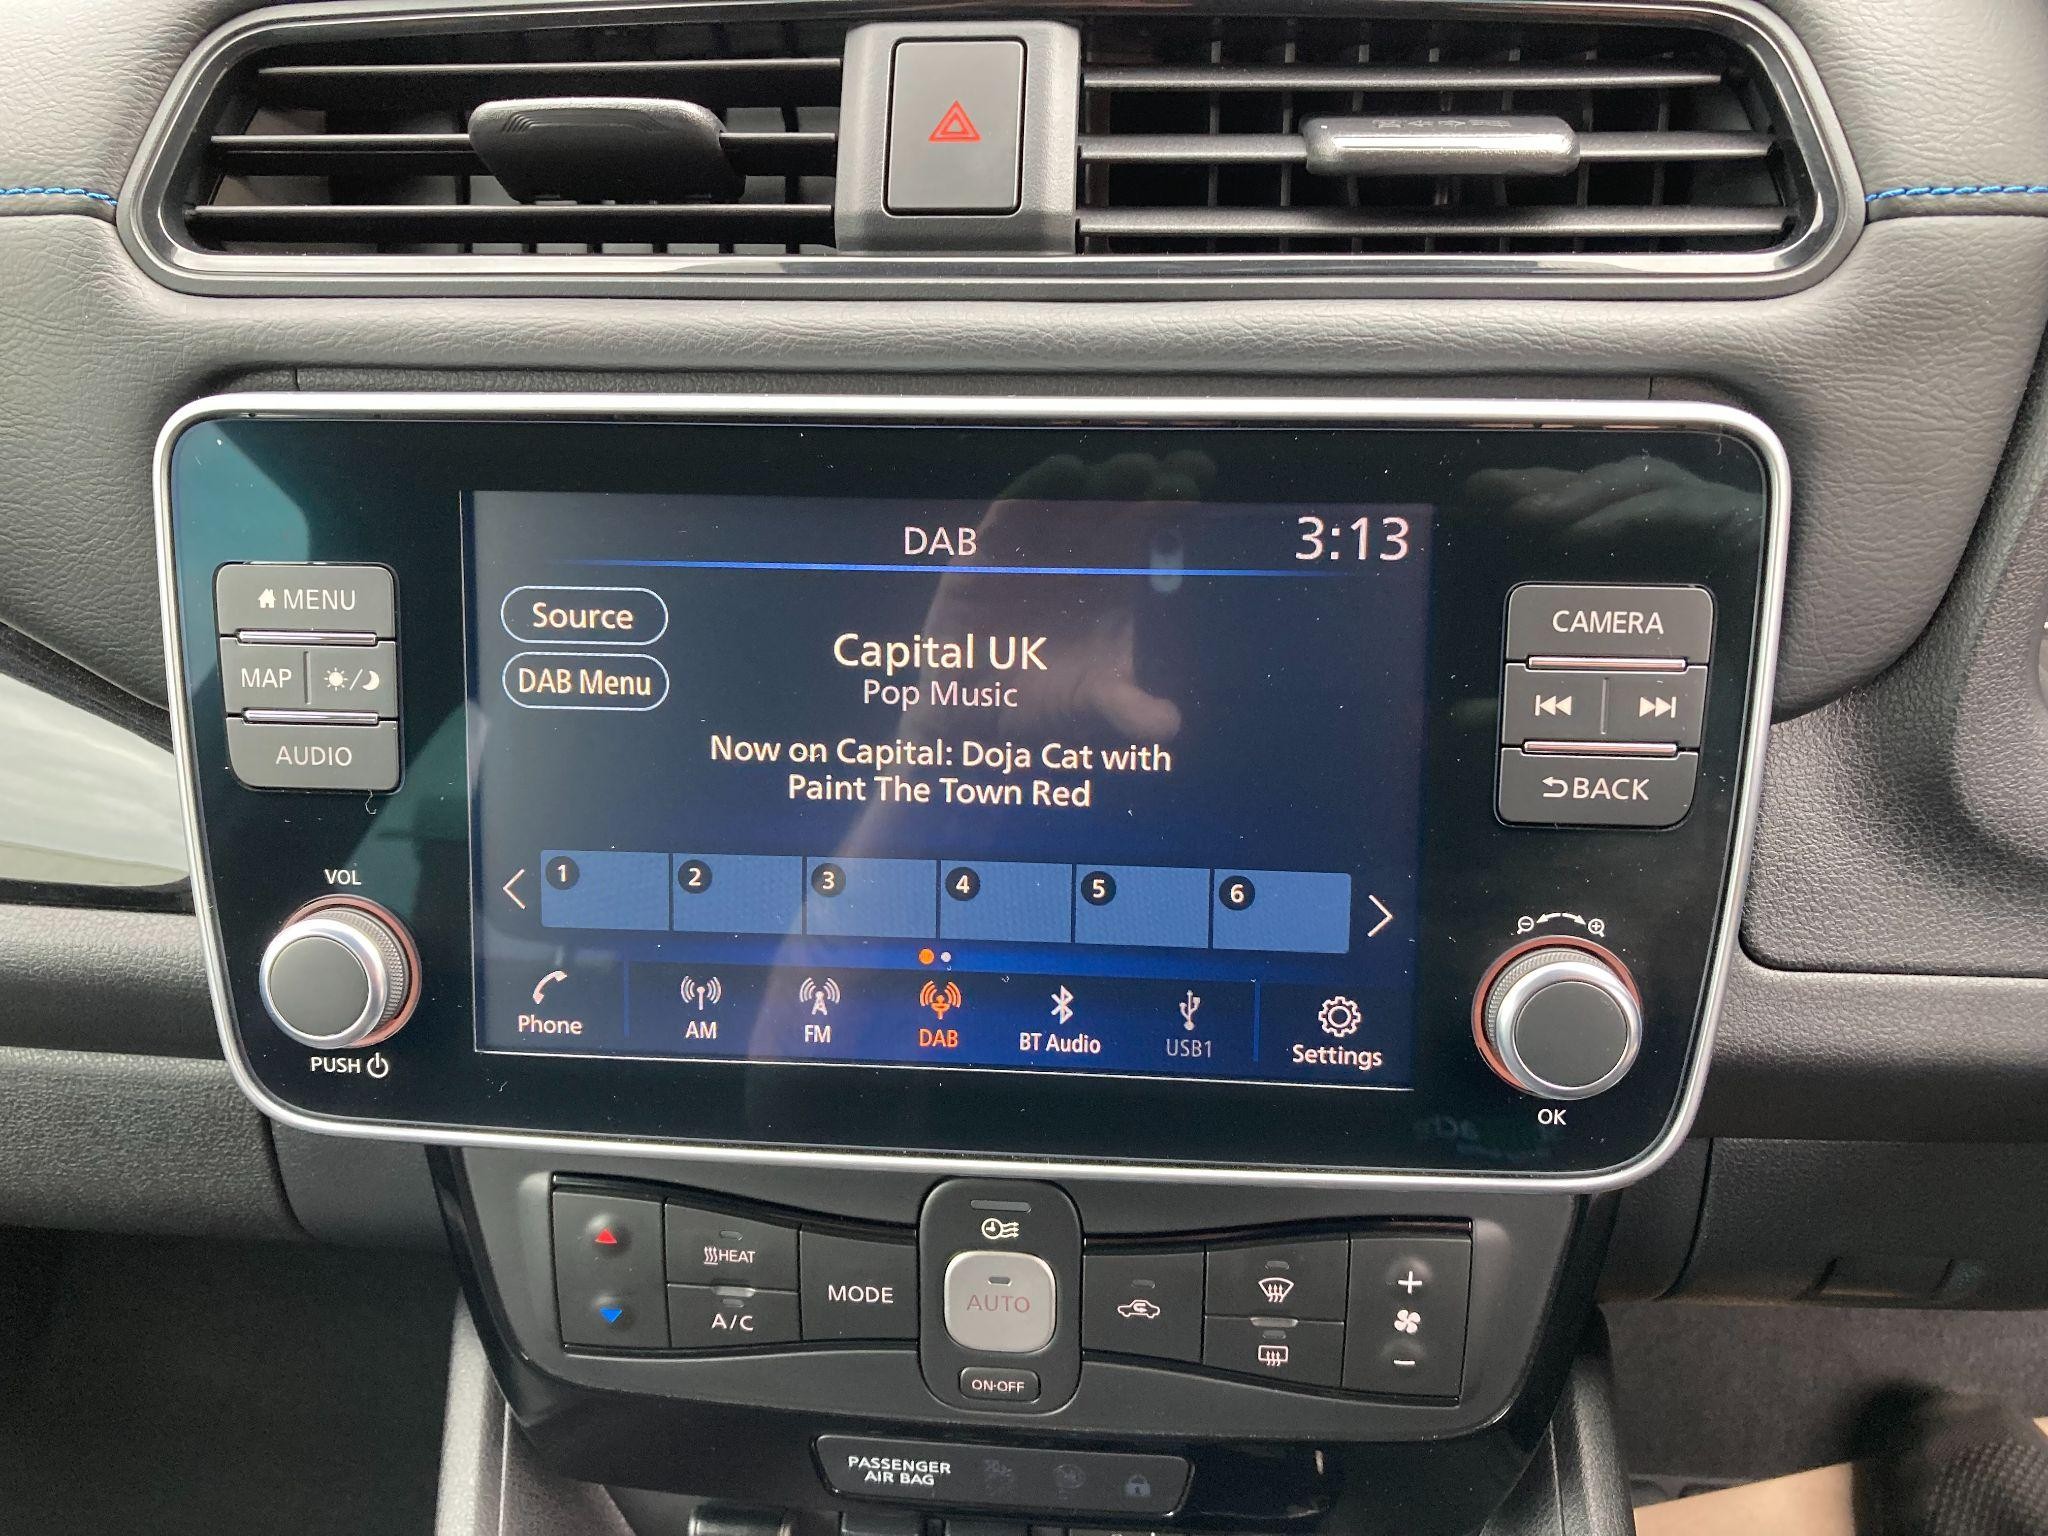 DAB
3:13
MENU
MAP
AUDIO
Source
DAB Menu
Capital UK
Pop Music
Now on Capital: Doja Cat with
Paint The Town Red
CAMERA
BACK
1 2 3 4 5 6
VOL
PUSH
Phone
AM
FM
DAB
BT Audio
USB1
Settings
OK
HEAT
A/C
MODE
AUTO
ON·OFF
+
−
PASSENGER
AIR BAG